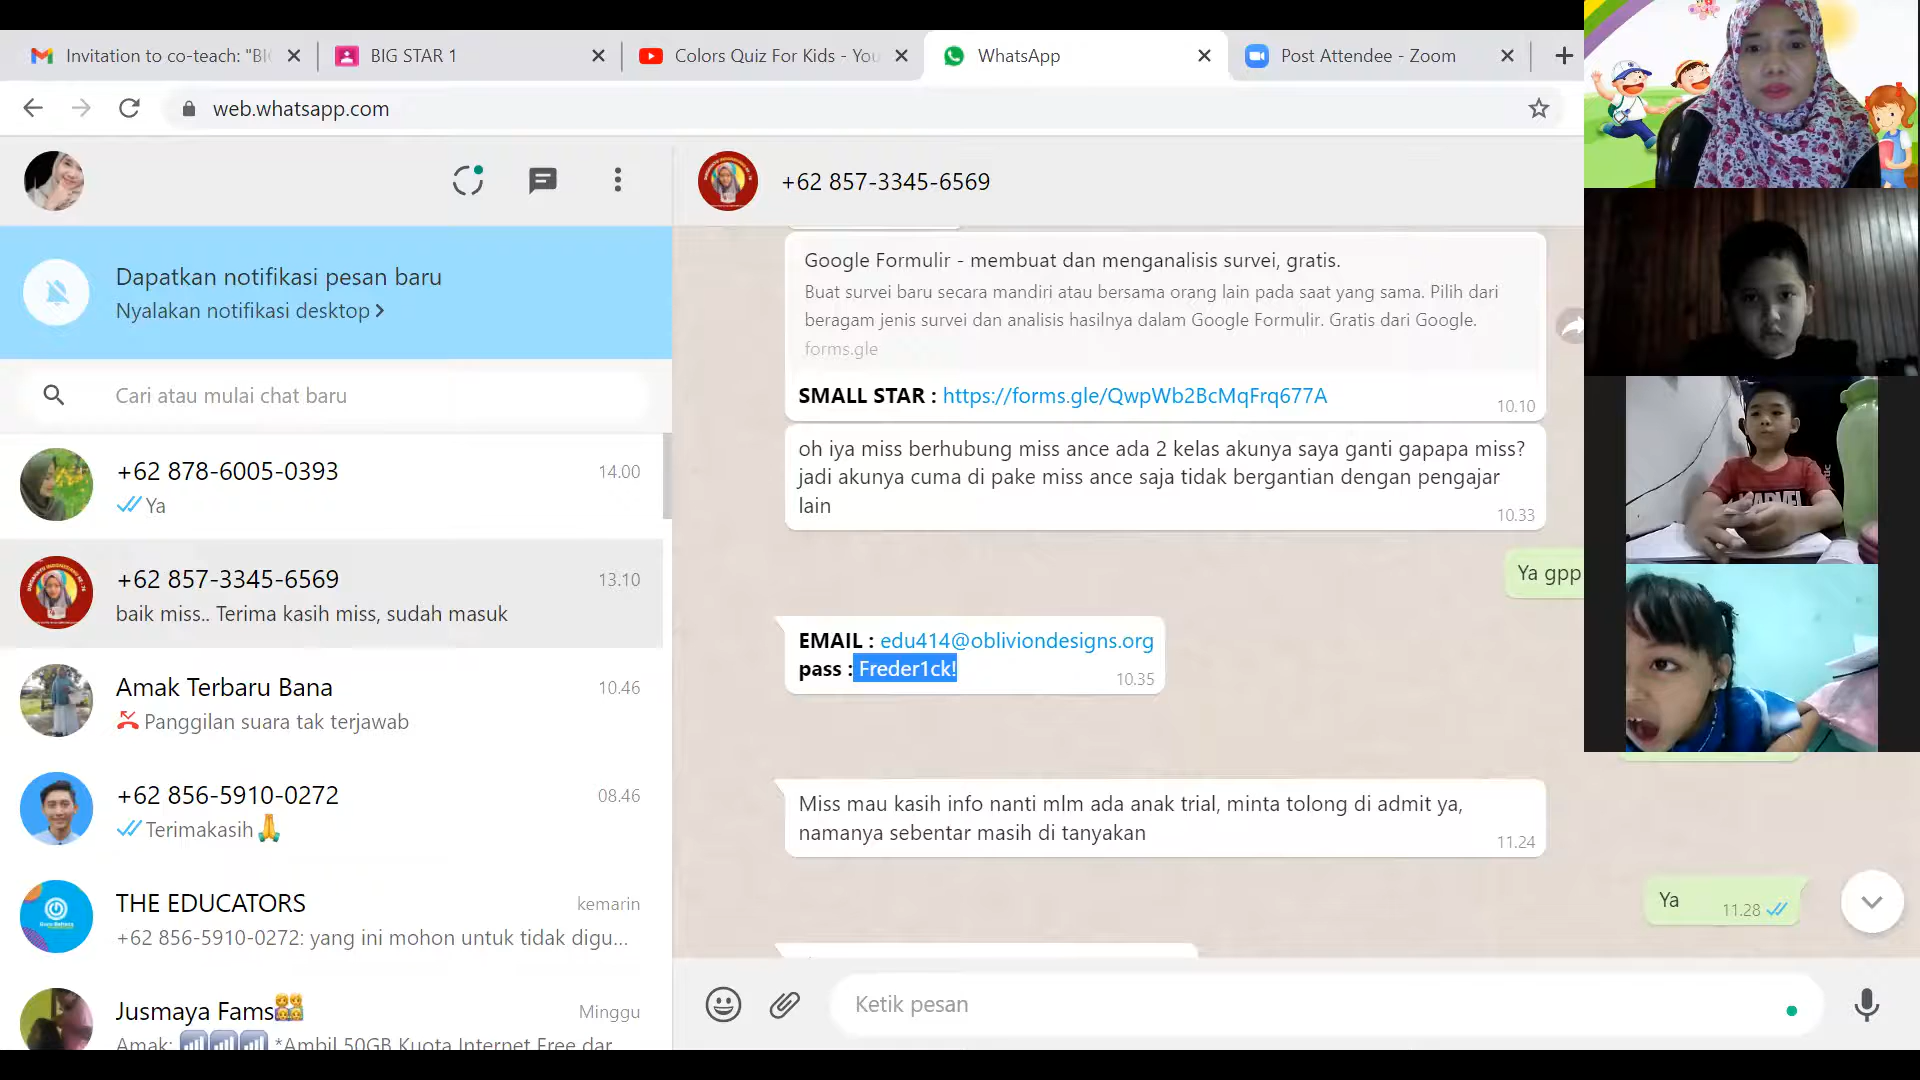 Invitation to co-teach: "BI
BIG STAR 1
Colors Quiz For Kids - You
WhatsApp
Post Attendee - Zoom
web.whatsapp.com
+62 857-3345-6569
Dapatkan notifikasi pesan baru
Nyalakan notifikasi desktop >
Cari atau mulai chat baru
+62 878-6005-0393
14.00
Ya
+62 857-3345-6569
13.10
baik miss.. Terima kasih miss, sudah masuk
Amak Terbaru Bana
10.46
Panggilan suara tak terjawab
+62 856-5910-0272
08.46
Terimakasih🙏
THE EDUCATORS
kemarin
+62 856-5910-0272: yang ini mohon untuk tidak digu...
Jusmaya Fams
Minggu
Amak: 📶📶📶 *Ambil 50GB Kuota Internet Free dar
Google Formulir - membuat dan menganalisis survei, gratis.
Buat survei baru secara mandiri atau bersama orang lain pada saat yang sama. Pilih dari
beragam jenis survei dan analisis hasilnya dalam Google Formulir. Gratis dari Google.
forms.gle
SMALL STAR : https://forms.gle/QwpWb2BcMqFrq677A
10.10
oh iya miss berhubung miss ance ada 2 kelas akunya saya ganti gapapa miss?
jadi akunya cuma di pake miss ance saja tidak bergantian dengan pengajar
lain
10.33
Ya gpp
EMAIL : edu414@obliviondesigns.org
pass : Freder1ck!
10.35
Miss mau kasih info nanti mlm ada anak trial, minta tolong di admit ya,
namanya sebentar masih di tanyakan
11.24
Ya
11.28
Ketik pesan